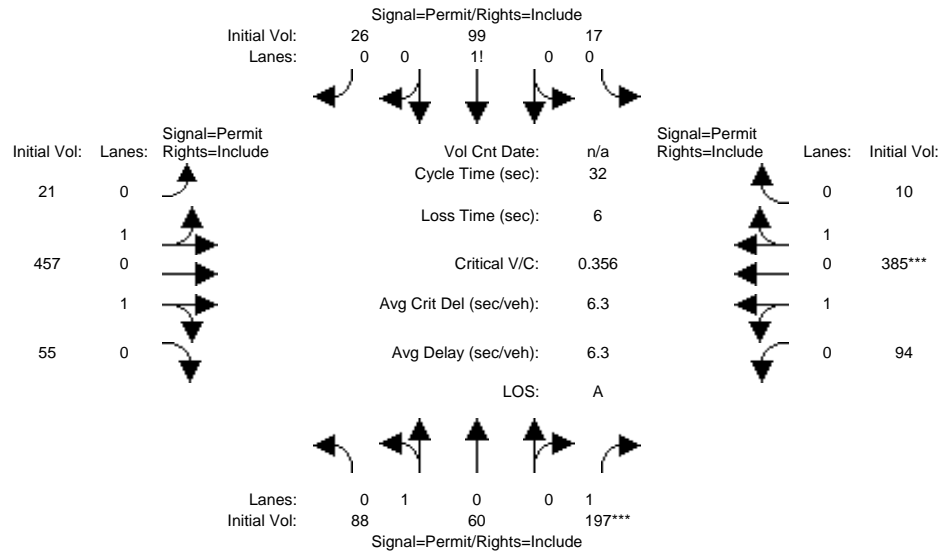 Signal=Permit/Rights=Include
Initial Vol: 26 99 17
Lanes: 0 0 1! 0 0
Signal=Permit Signal=Permit
Initial Vol: Lanes: Rights=Include Vol Cnt Date: n/a Rights=Include Lanes: Initial Vol:
Cycle Time (sec): 32
21 0 0 10
Loss Time (sec): 6
1 1
457 0 Critical V/C: 0.356 0 385***
1 Avg Crit Del (sec/veh): 6.3 1
55 0 Avg Delay (sec/veh): 6.3 0 94
LOS: A
Lanes: 0 1 0 0 1
Initial Vol: 88 60 197***
Signal=Permit/Rights=Include